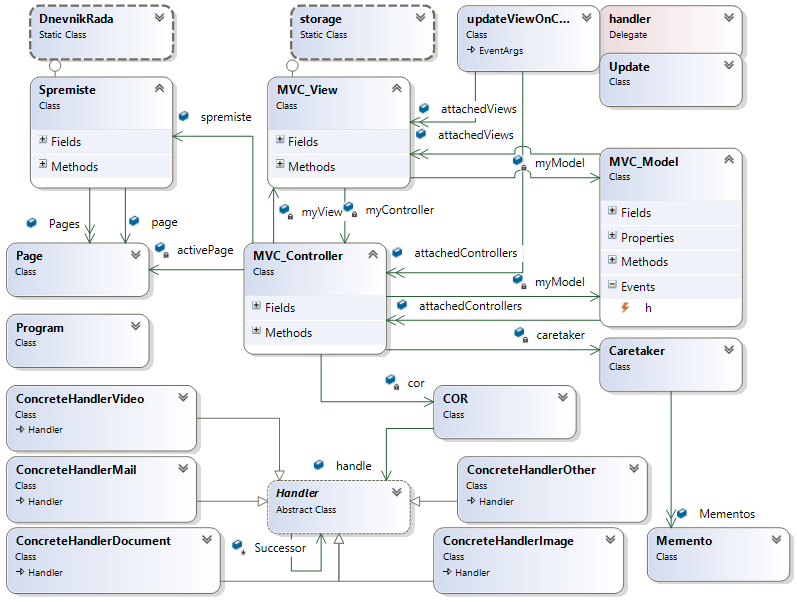 DnevnikRada
Static Class
storage
Static Class
updateViewOnC...
Class
EventArgs
handler
Delegate
Update
Class
Spremiste
Class
Fields
Methods
spremiste
MVC_View
Class
Fields
Methods
attachedViews
attachedViews
myModel
MVC_Model
Class
Fields
Properties
Methods
Events
h
Pages
page
activePage
myView
myController
Page
Class
MVC_Controller
Class
Fields
Methods
attachedControllers
myModel
attachedControllers
caretaker
Program
Class
Caretaker
Class
cor
COR
Class
ConcreteHandlerVideo
Class
Handler
handle
ConcreteHandlerMail
Class
Handler
Handler
Abstract Class
ConcreteHandlerOther
Class
Handler
Mementos
ConcreteHandlerDocument
Class
Handler
Successor
ConcreteHandlerImage
Class
Handler
Memento
Class